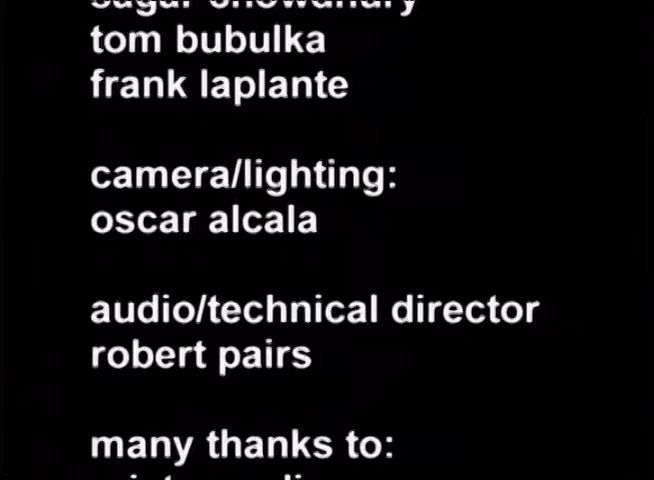 tom bubulka
frank laplante
camera/lighting:
oscar alcala
audio/technical director
robert pairs
many thanks to: